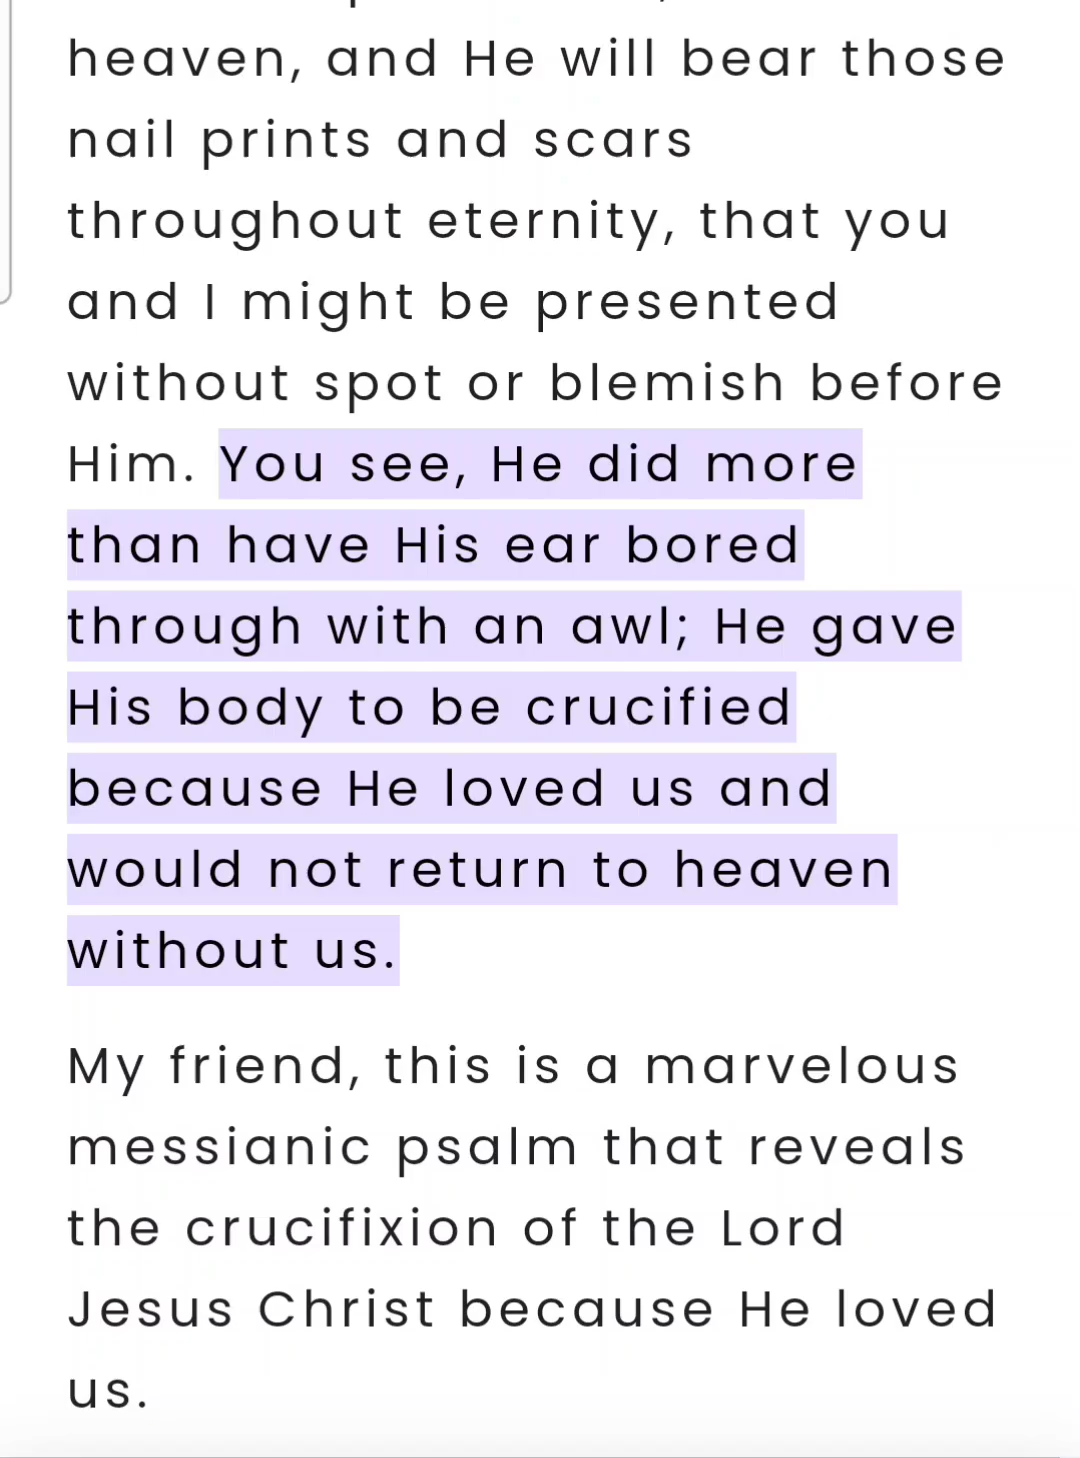 heaven, and He will bear those
nail prints and scars
throughout eternity, that you
and I might be presented
without spot or blemish before
Him. You see, He did more
than have His ear bored
through with an awl; He gave
His body to be crucified
because He loved us and
would not return to heaven
without us.
My friend, this is a marvelous
messianic psalm that reveals
the crucifixion of the Lord
Jesus Christ because He loved
us.